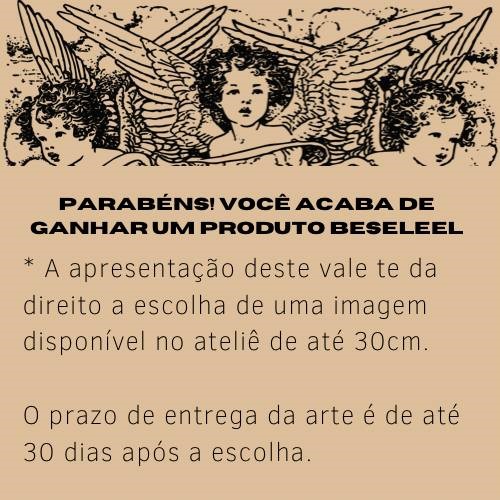 PARABÉNS! VOCÊ ACABA DE
GANHAR UM PRODUTO BESELEEL
* A apresentação deste vale te da
direito a escolha de uma imagem
disponível no ateliê de até 30cm.
O prazo de entrega da arte é de até
30 dias após a escolha.